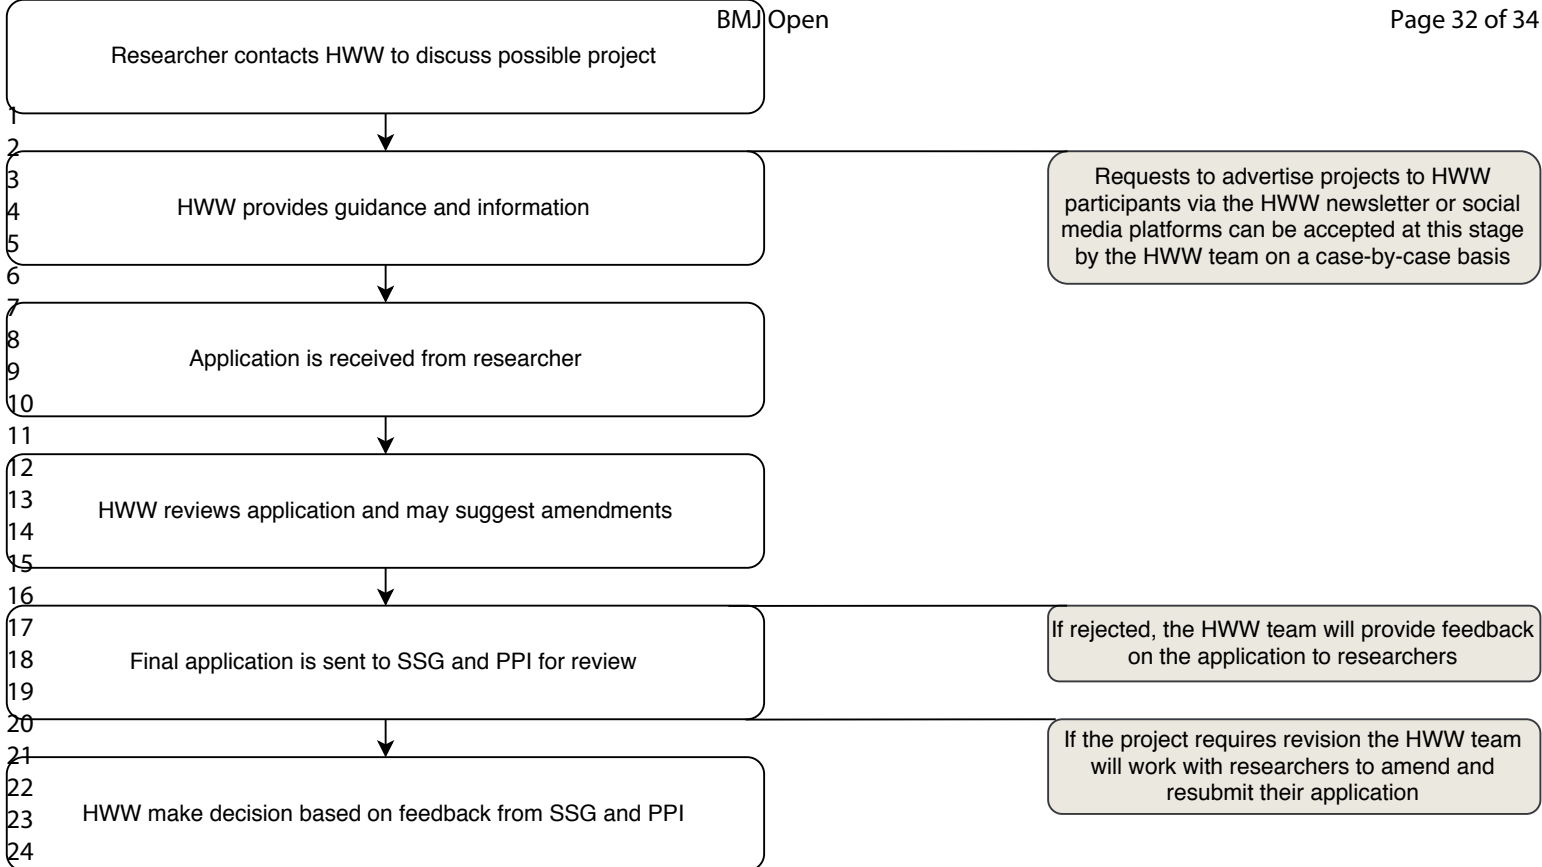 BMJ Open
Page 32 of 34
Researcher contacts HWW to discuss possible project
1
2
3
4
5
6
7
8
9
10
11
12
13
14
15
16
17
18
19
20
21
22
23
24
HWW provides guidance and information
Requests to advertise projects to HWW
participants via the HWW newsletter or social
media platforms can be accepted at this stage
by the HWW team on a case-by-case basis
Application is received from researcher
HWW reviews application and may suggest amendments
Final application is sent to SSG and PPI for review
If rejected, the HWW team will provide feedback
on the application to researchers
If the project requires revision the HWW team
will work with researchers to amend and
resubmit their application
HWW make decision based on feedback from SSG and PPI